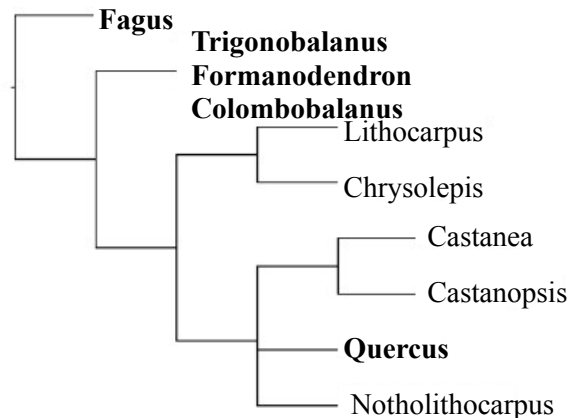 Fagus
Trigonobalanus
Formanodendron
Colombobalanus
Lithocarpus
Chrysolepis
Castanea
Castanopsis
Quercus
Notholithocarpus